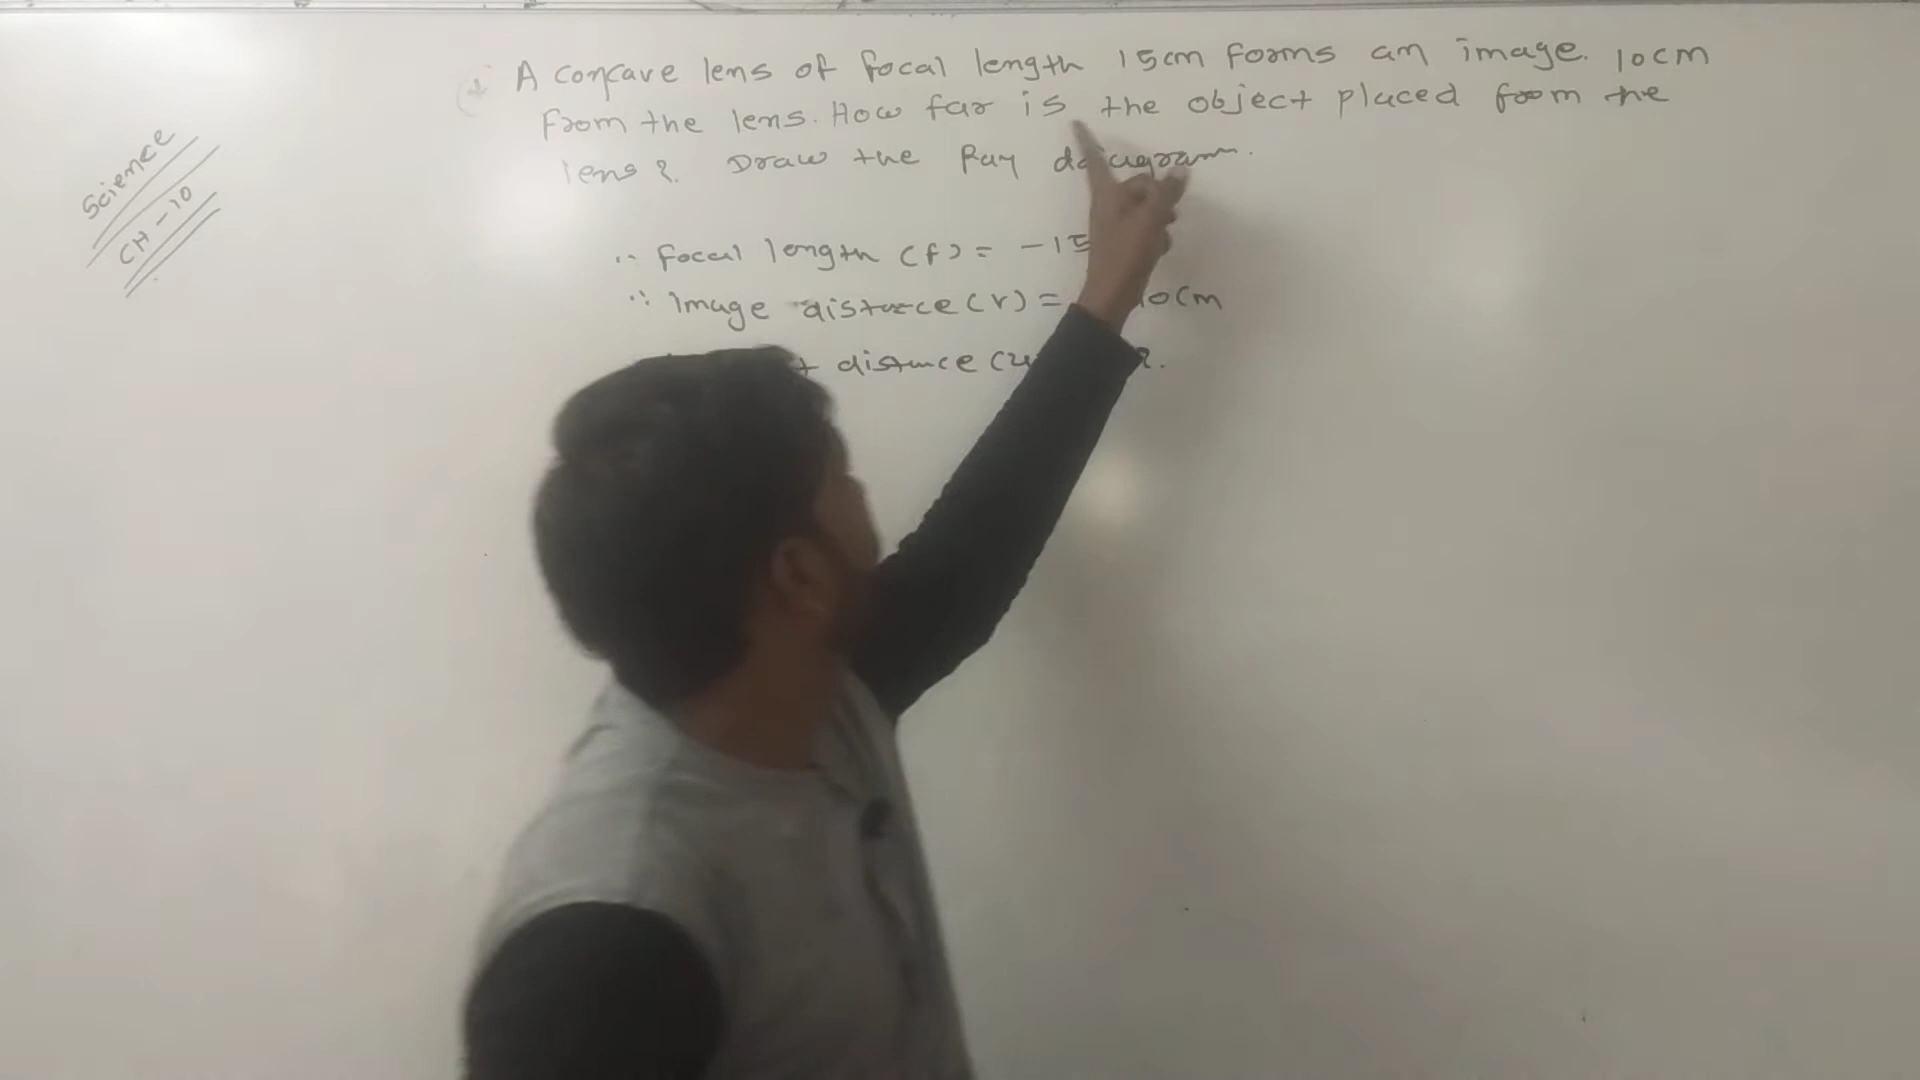 A concave lens of focal length 15cm forms an image. 10cm
from the lens. How far is the object placed from the
lens?. Draw the Ray
Science
CH-10
∴ focal length (f) = -15
∵ Image distance (v) = 10cm
distance (u ?.